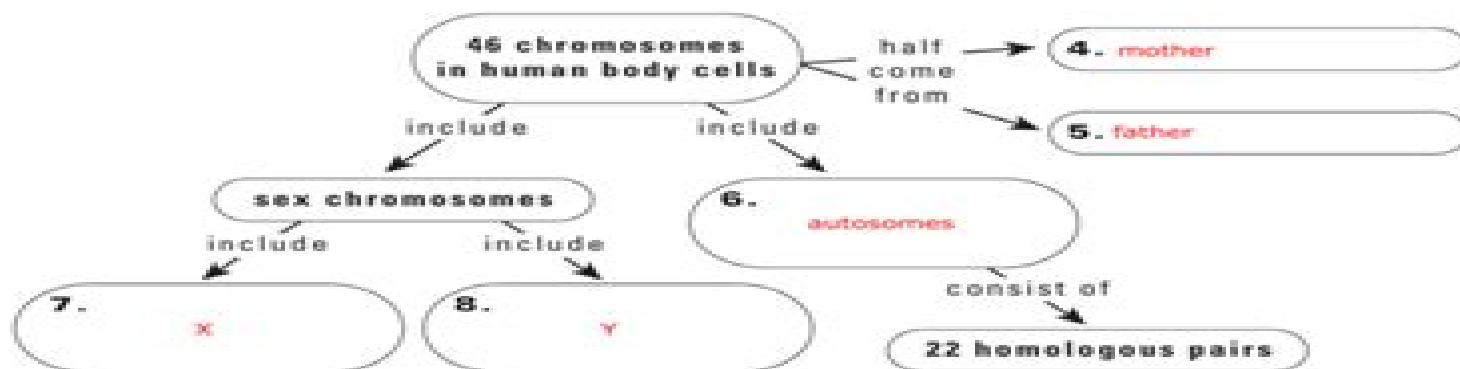 46 chromosomes
in human body cells
half
come
from
4. mother
5. father
include
include
sex chromosomes
6.
autosomes
include
include
consist of
7.
X
8.
Y
22 homologous pairs